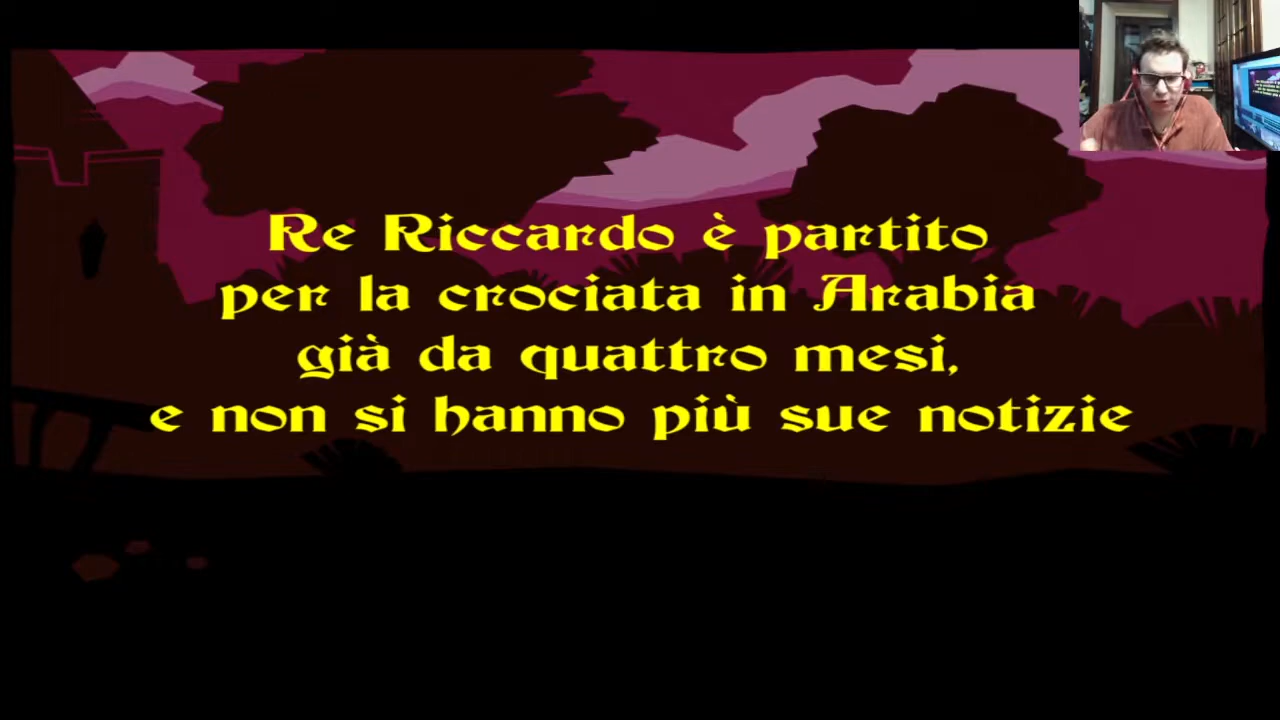 Re Riccardo è partito
per la crociata in Arabia
già da quattro mesi,
e non si hanno più sue notizie